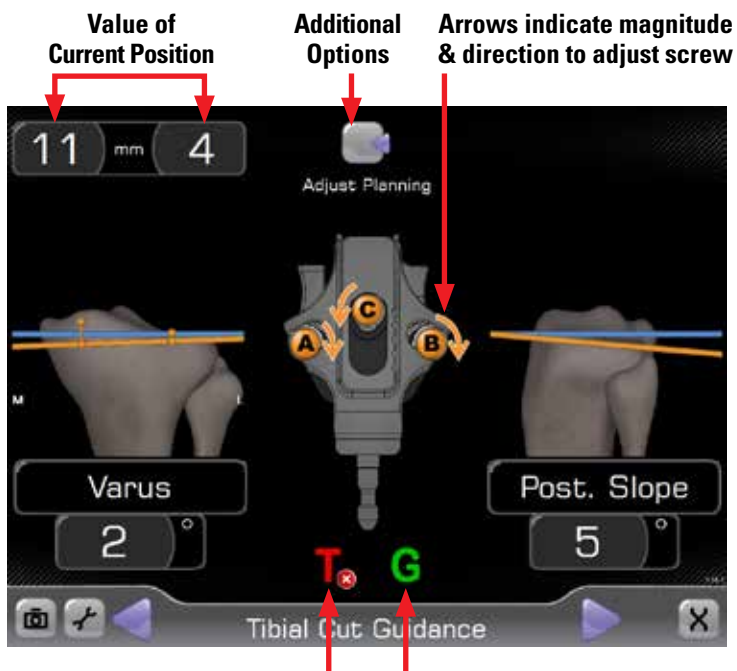 Value of
Current Position
Additional
Options
Arrows indicate magnitude
& direction to adjust screw
11 mm 4
Adjust Planning
C
A
B
M
L
Varus
2 °
Post. Slope
5 °
T
G
Tibial Cut Guidance
X